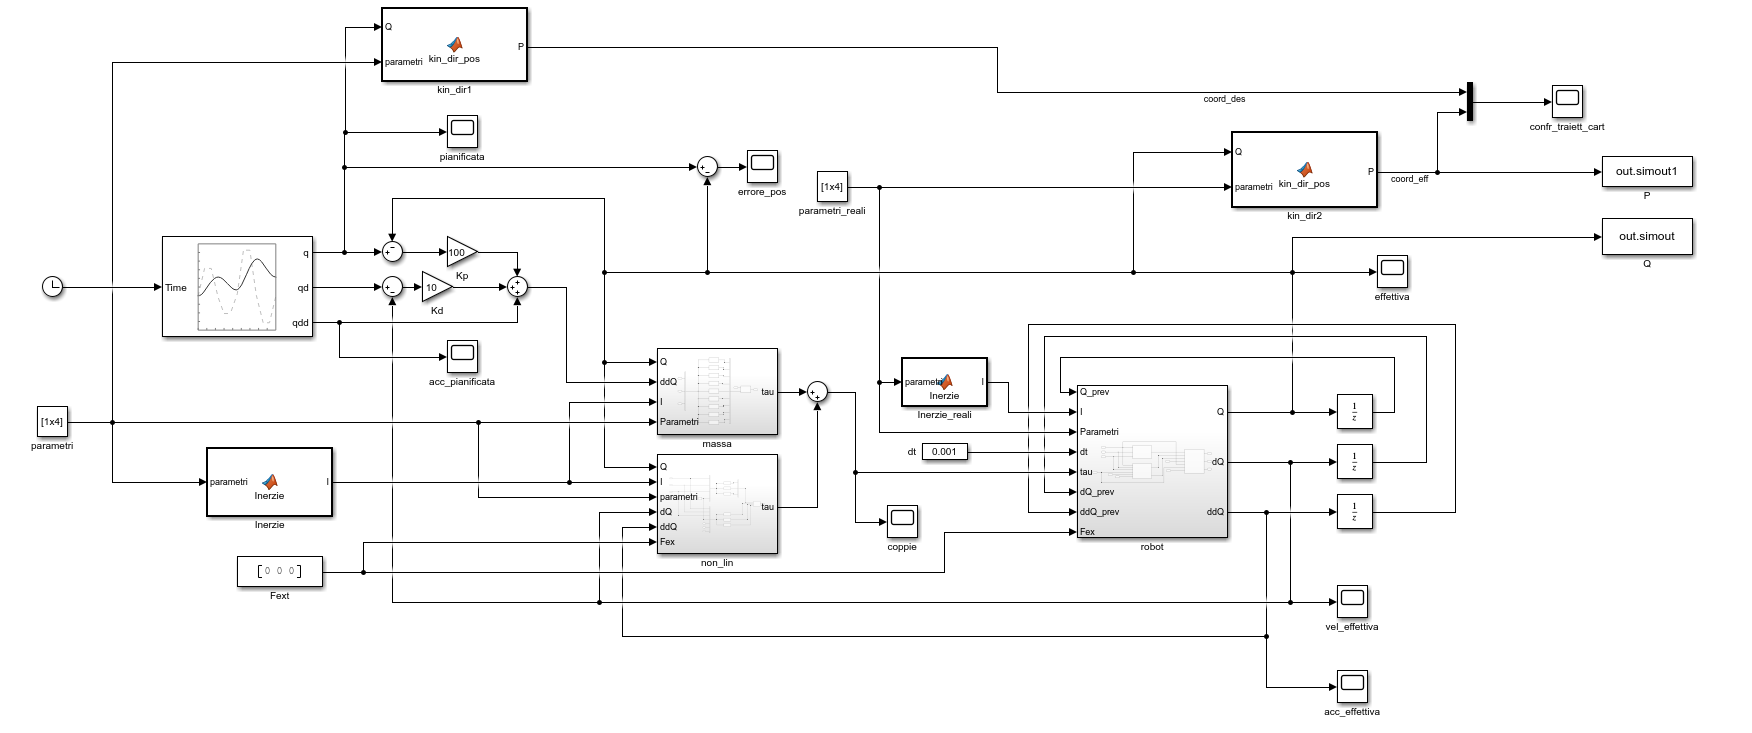 Q
parametri
kin_dir_pos
P
kin_dir1
pianificata
errore_pos
coord_des
confr_traiett_cart
[1x4]
parametri_reali
Q
parametri
kin_dir_pos
P
kin_dir2
coord_eff
out.simout1
P
out.simout
Q
effettiva
Time
q
qd
qdd
100
Kp
10
Kd
acc_pianificata
[1x4]
parametri
parametri
Inerzie
I
Inerzie
[ 0 0 0 ]
Fext
Q
ddQ
I
Parametri
tau
massa
Q
I
parametri
dQ
ddQ
Fex
tau
non_lin
coppie
parametri
Inerzie
I
Inerzie_reali
dt
0.001
Q_prev
I
Parametri
dt
tau
dQ_prev
ddQ_prev
Fex
Q
dQ
ddQ
robot
1
z
1
z
1
z
vel_effettiva
acc_effettiva